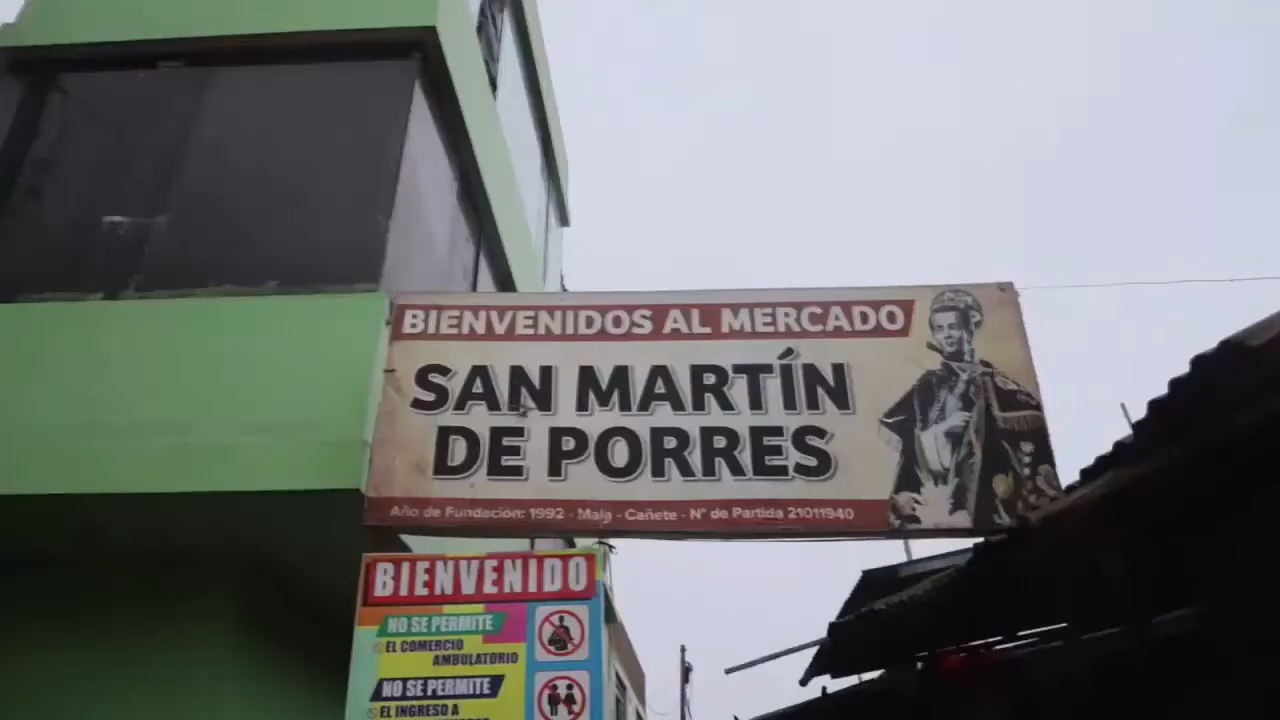 BIENVENIDOS AL MERCADO
SAN MARTÍN
DE PORRES
Año de Fundación: 1992 - Mala - Cañete - N° de Partida 21011940
BIENVENIDO
NO SE PERMITE
EL COMERCIO
AMBULATORIO
NO SE PERMITE
EL INGRESO A